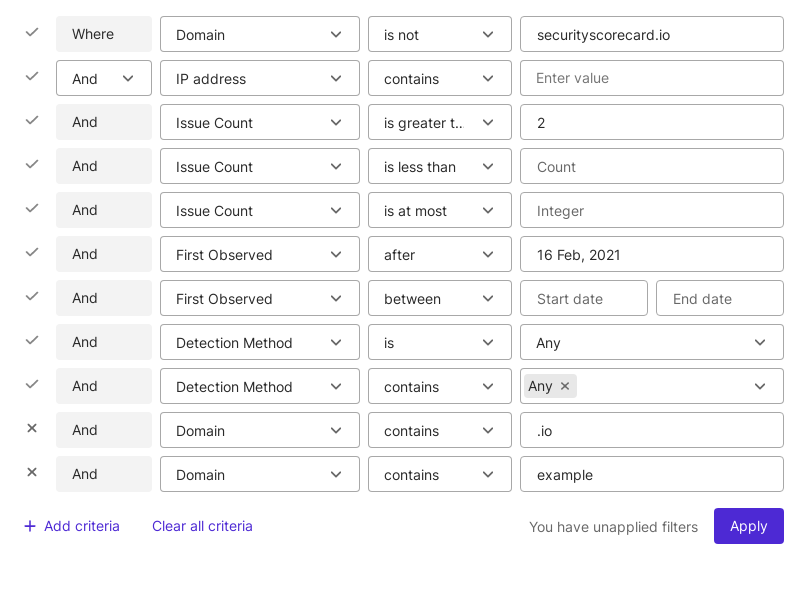 Where Domain is not securityscorecard.io
And IP address contains Enter value
And Issue Count is greater t... 2
And Issue Count is less than Count
And Issue Count is at most Integer
And First Observed after 16 Feb, 2021
And First Observed between Start date End date
And Detection Method is Any
And Detection Method contains Any
And Domain contains .io
And Domain contains example
Add criteria Clear all criteria You have unapplied filters Apply